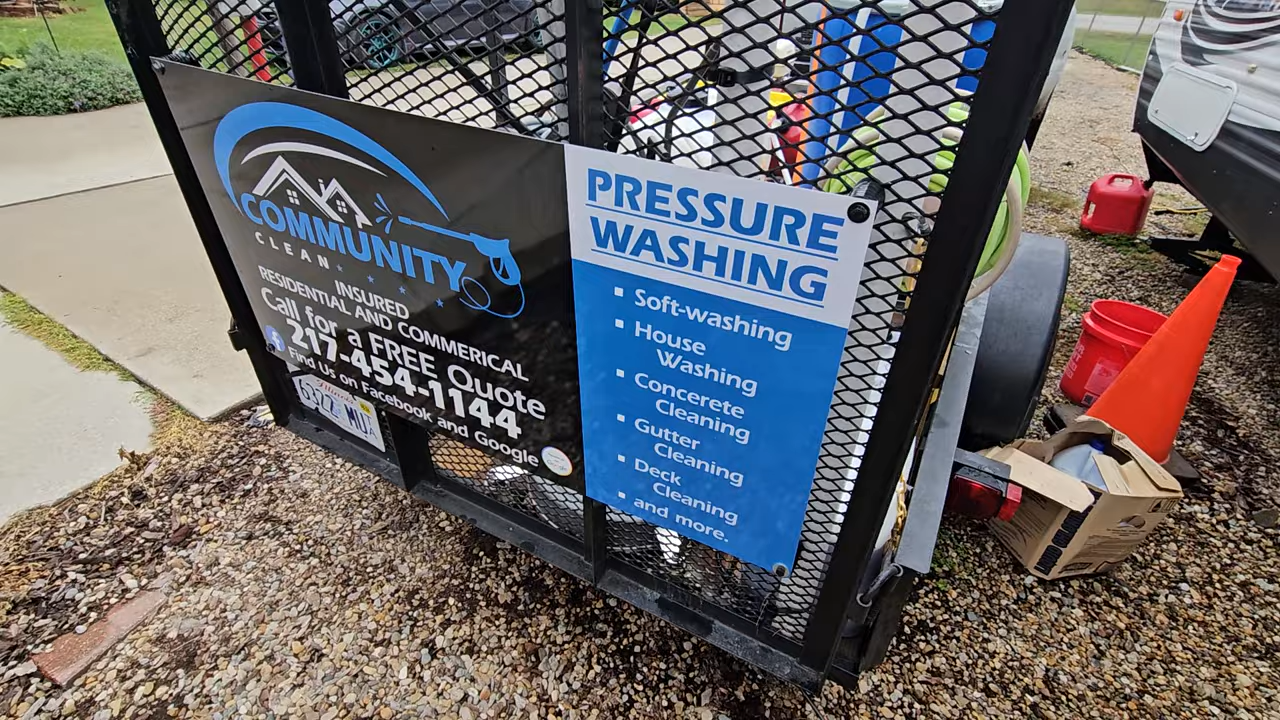 COMMUNITY
CLEAN
INSURED
RESIDENTIAL AND COMMERICAL
Call for a FREE Quote
217-454-1144
Find Us on Facebook and Google
Illinois
PRESSURE
WASHING
▪ Soft-washing
▪ House
Washing
▪ Concrete
Cleaning
▪ Gutter
Cleaning
▪ Deck
Cleaning
▪ and more.